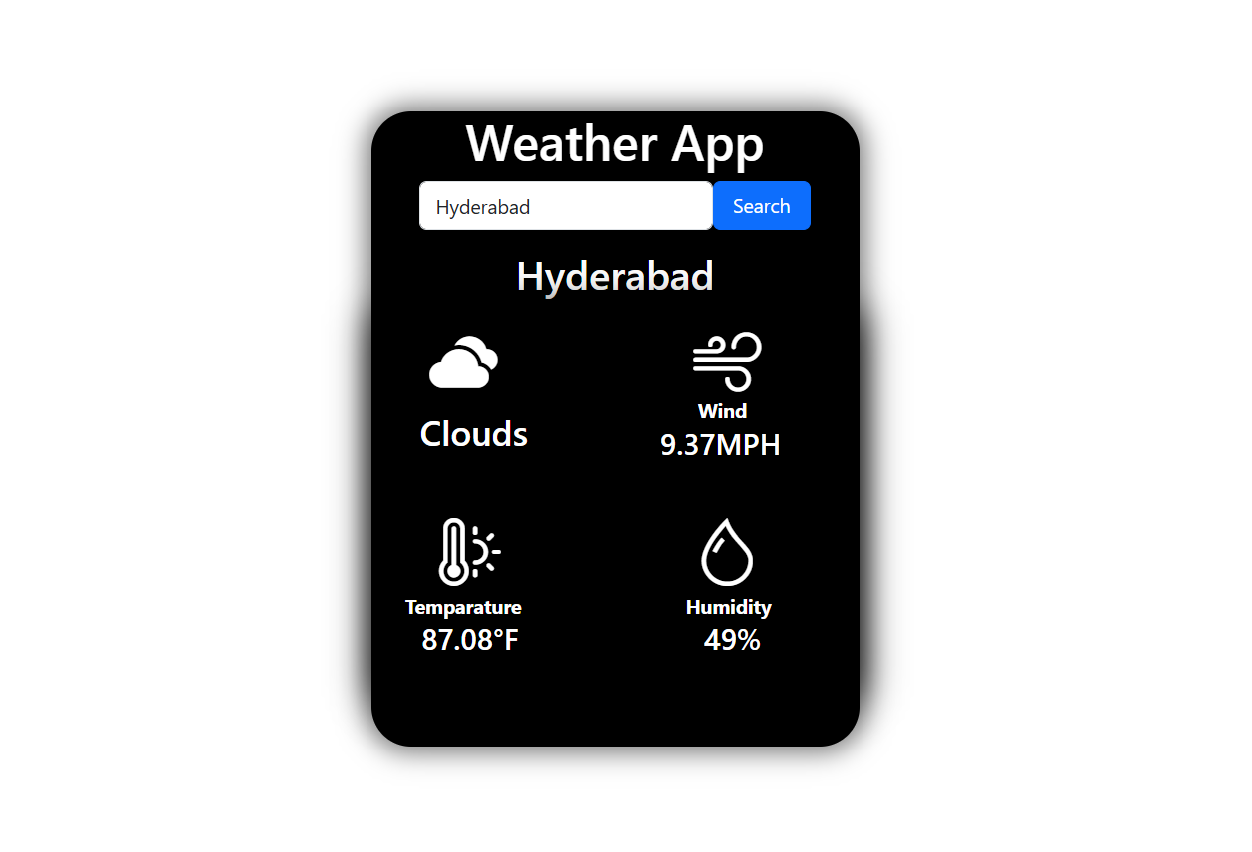 Weather App
Hyderabad
Search
Hyderabad
Clouds
Wind
9.37MPH
Temparature
87.08°F
Humidity
49%